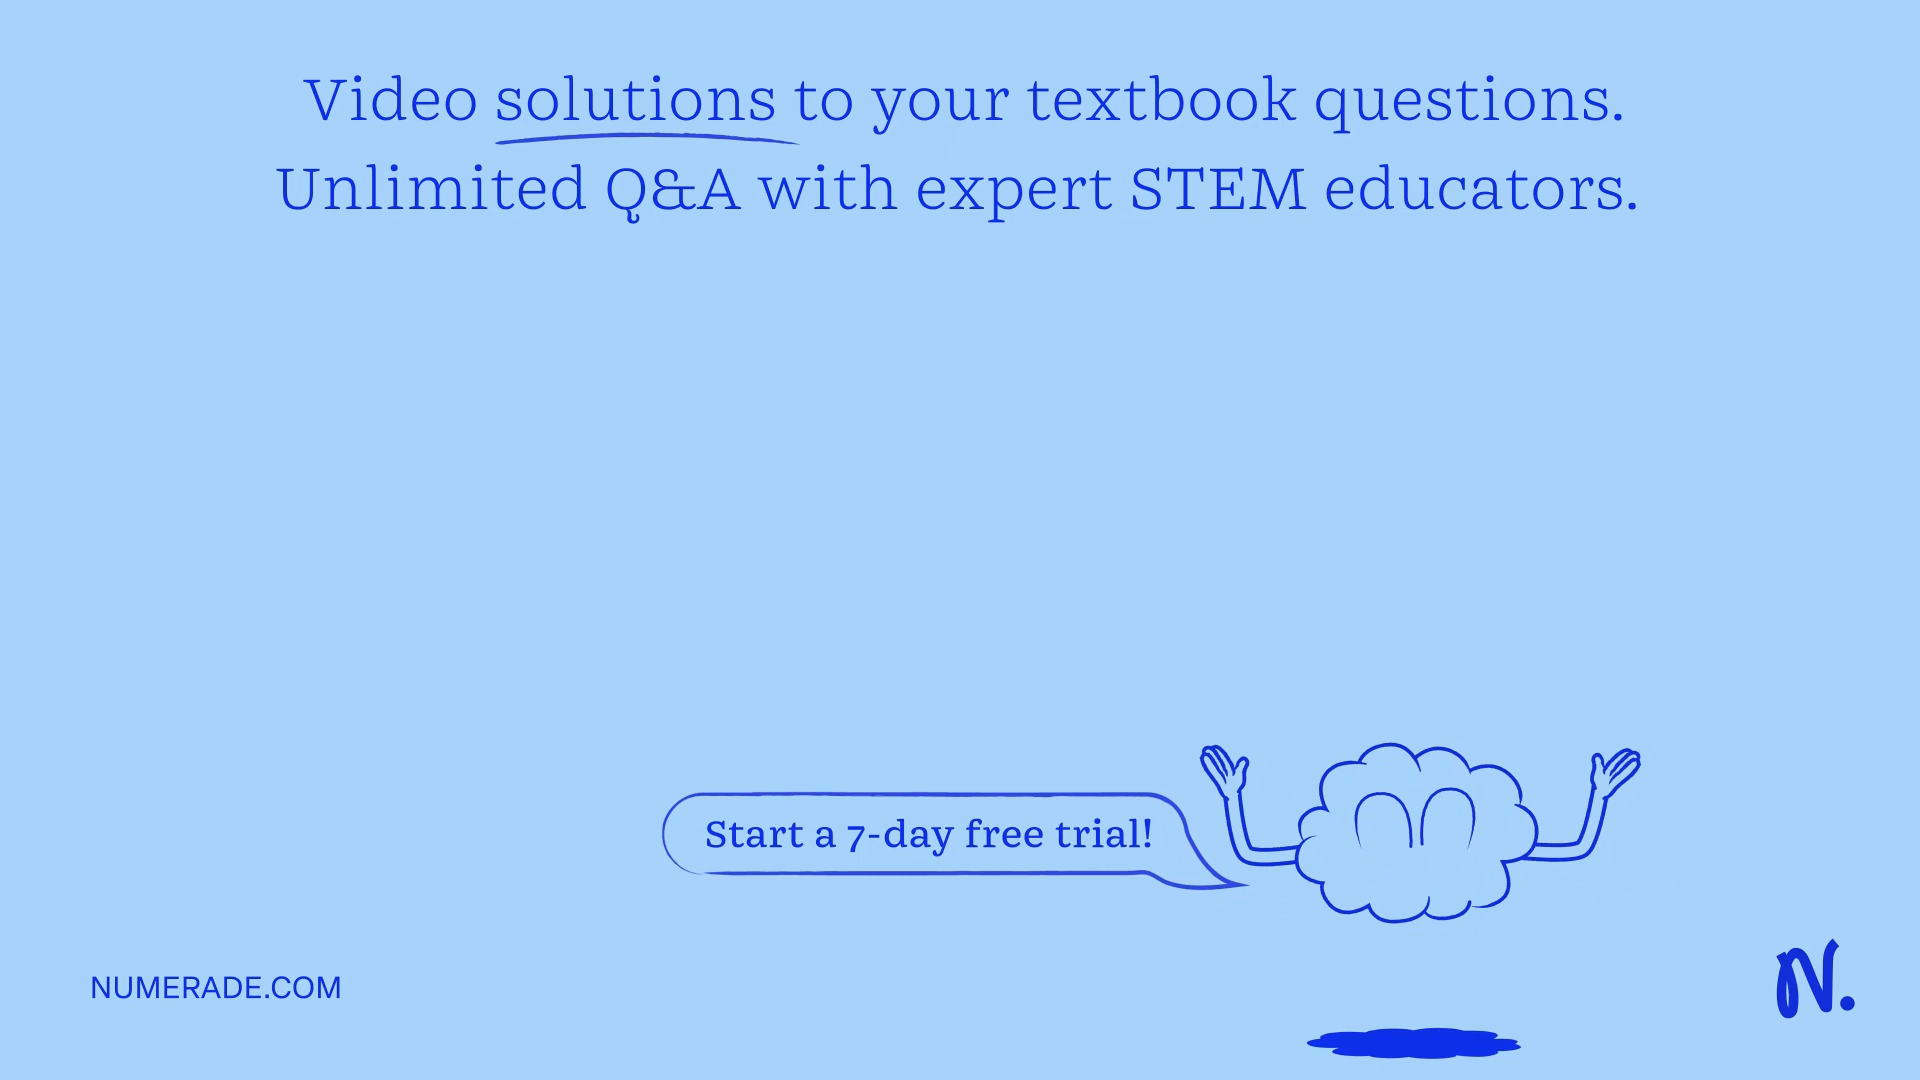 Video solutions to your textbook questions.
Unlimited Q&A with expert STEM educators.
Start a 7-day free trial!
NUMERADE.COM
N.